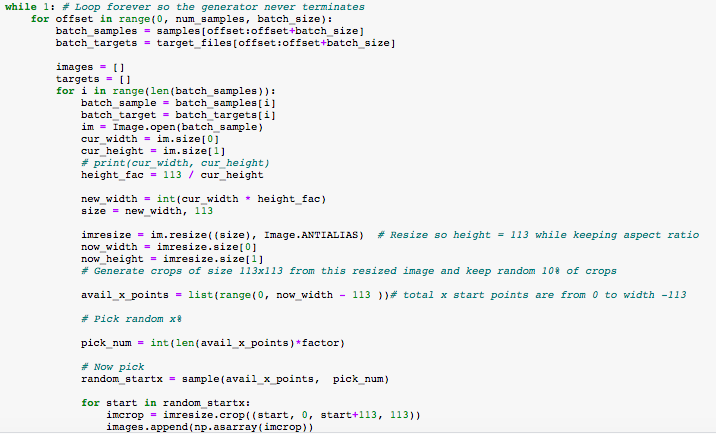 while 1: # Loop forever so the generator never terminates
    for offset in range(0, num_samples, batch_size):
        batch_samples = samples[offset:offset+batch_size]
        batch_targets = target_files[offset:offset+batch_size]

        images = []
        targets = []
        for i in range(len(batch_samples)):
            batch_sample = batch_samples[i]
            batch_target = batch_targets[i]
            im = Image.open(batch_sample)
            cur_width = im.size[0]
            cur_height = im.size[1]
            # print(cur_width, cur_height)
            height_fac = 113 / cur_height

            new_width = int(cur_width * height_fac)
            size = new_width, 113

            imresize = im.resize((size), Image.ANTIALIAS)  # Resize so height = 113 while keeping aspect ratio
            now_width = imresize.size[0]
            now_height = imresize.size[1]
            # Generate crops of size 113x113 from this resized image and keep random 10% of crops

            avail_x_points = list(range(0, now_width - 113 ))# total x start points are from 0 to width -113

            # Pick random x%

            pick_num = int(len(avail_x_points)*factor)

            # Now pick
            random_startx = sample(avail_x_points,  pick_num)

            for start in random_startx:
                imcrop = imresize.crop((start, 0, start+113, 113))
                images.append(np.asarray(imcrop))